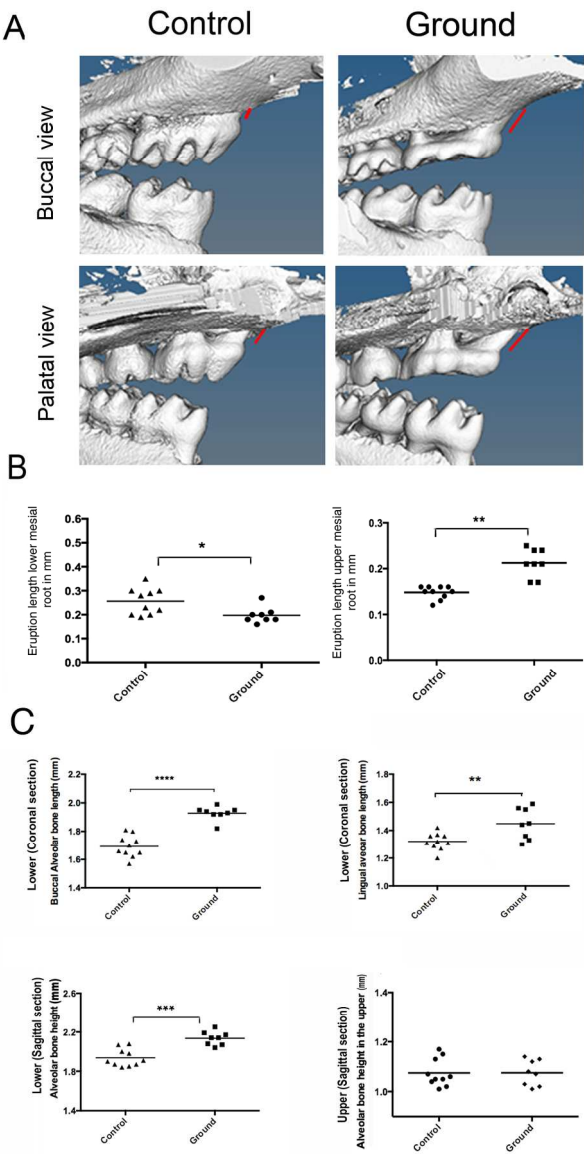 A
Control
Ground
Buccal view
Palatal view
B
Eruption length lower mesial
root in mm
0.6
0.5
0.4
0.3
0.2
0.1
0.0
*
Control
Ground
Eruption length upper mesial
root in mm
0.3
0.2
0.1
0.0
**
Control
Ground
C
Lower (Coronal section)
Buccal Alveolar bone length (mm)
2.2
2.0
1.8
1.6
1.4
****
Control
Ground
Lower (Coronal section)
Lingual aveoar bone length (mm)
1.8
1.6
1.4
1.2
1.0
**
Control
Ground
Lower (Sagittal section)
Alveolar bone height (mm)
2.6
2.2
1.8
1.4
***
Control
Ground
Upper (Sagittal section)
Alveolar bone height in the upper (mm)
1.4
1.2
1.0
Control
Ground